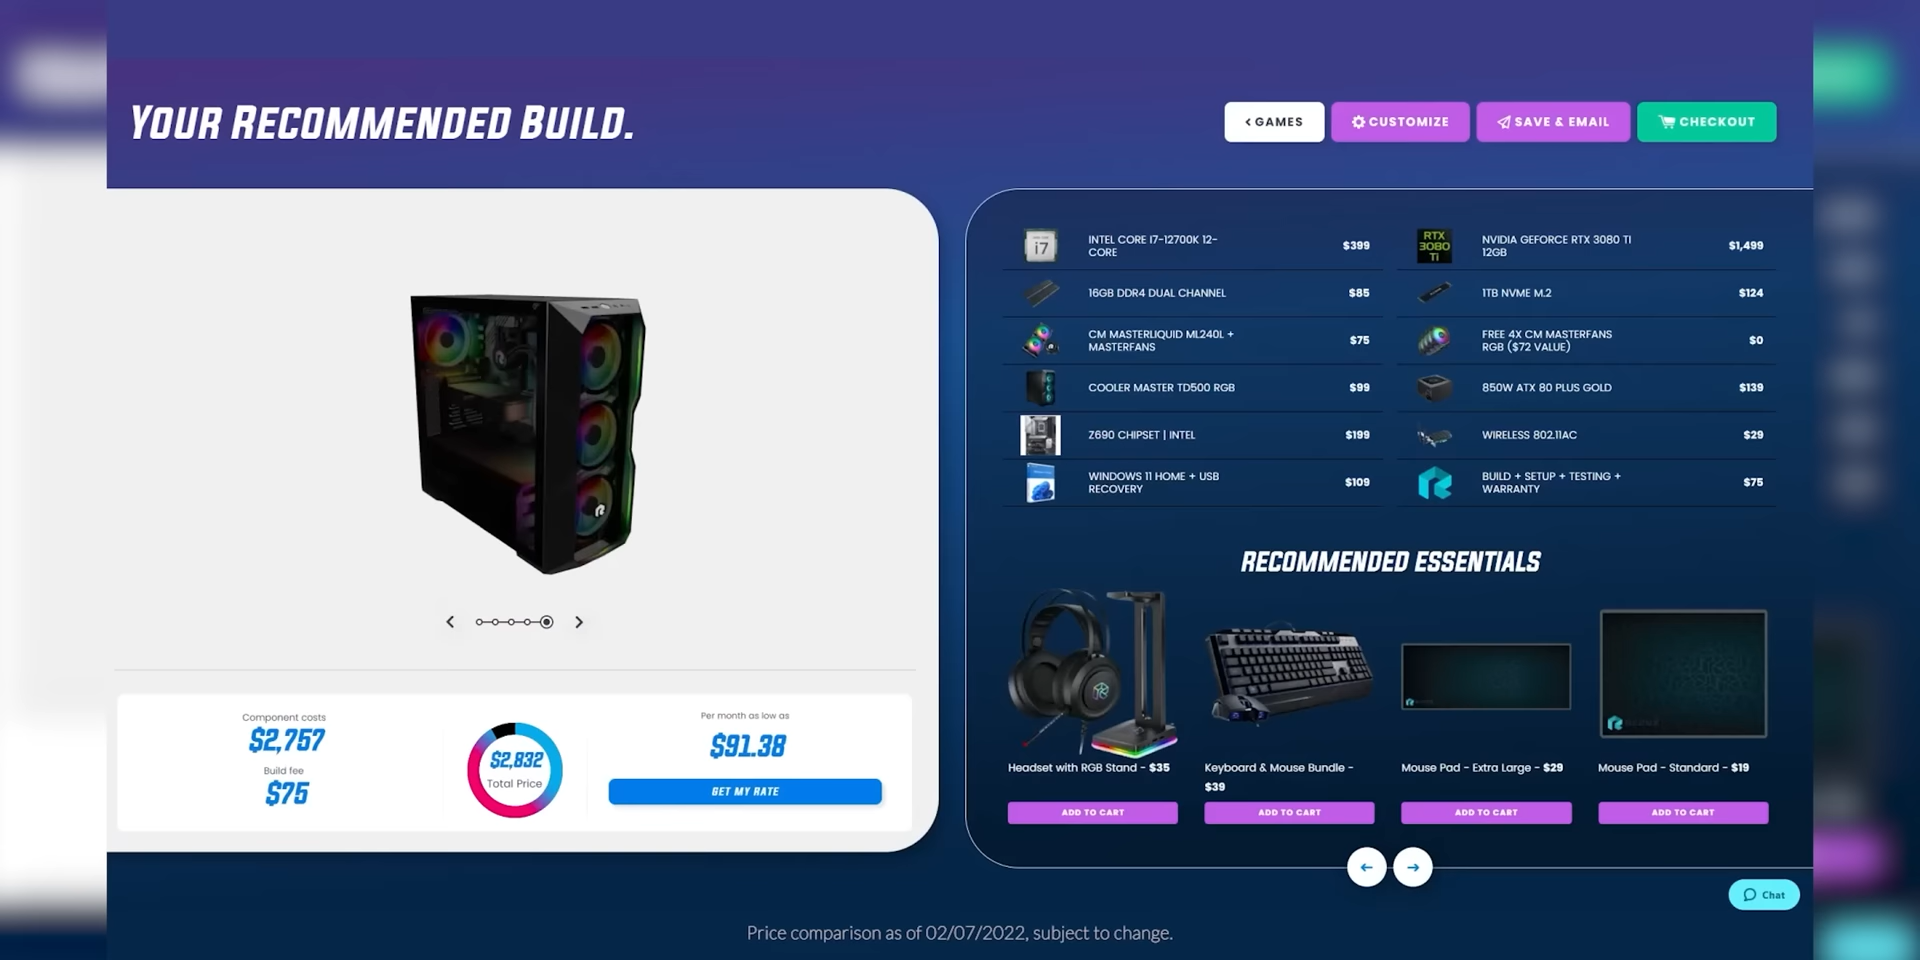 YOUR RECOMMENDED BUILD.
GAMES
CUSTOMIZE
SAVE & EMAIL
CHECKOUT
INTEL CORE I7-12700K 12-
CORE
$399
NVIDIA GEFORCE RTX 3080 TI
12GB
$1,499
i7
RTX
3080
Ti
16GB DDR4 DUAL CHANNEL
$85
1TB NVME M.2
$124
CM MASTERLIQUID ML240L +
MASTERFANS
$75
FREE 4X CM MASTERFANS
RGB ($72 VALUE)
$0
COOLER MASTER TD500 RGB
$99
850W ATX 80 PLUS GOLD
$139
Z690 CHIPSET | INTEL
$199
WIRELESS 802.11AC
$29
WINDOWS 11 HOME + USB
RECOVERY
$109
BUILD + SETUP + TESTING +
WARRANTY
$75
RECOMMENDED ESSENTIALS
Headset with RGB Stand - $35
Keyboard & Mouse Bundle -
$39
Mouse Pad - Extra Large - $29
Mouse Pad - Standard - $19
ADD TO CART
ADD TO CART
ADD TO CART
ADD TO CART
Component costs
$2,757
Build fee
$75
$2,832
Total Price
Per month as low as
$91.38
GET MY RATE
Chat
Price comparison as of 02/07/2022, subject to change.